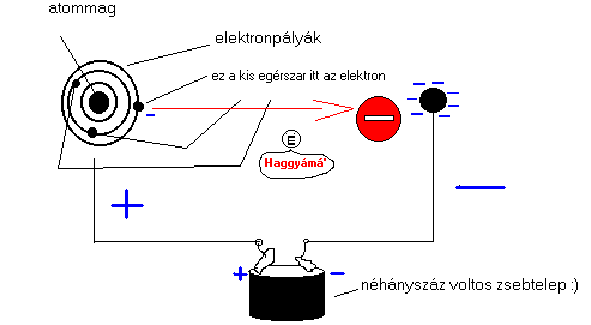 atommag
elektronpályák
ez a kis egérszar itt az elektron
E
Haggyámá'
+
+ -
néhányszáz voltos zsebtelep :)